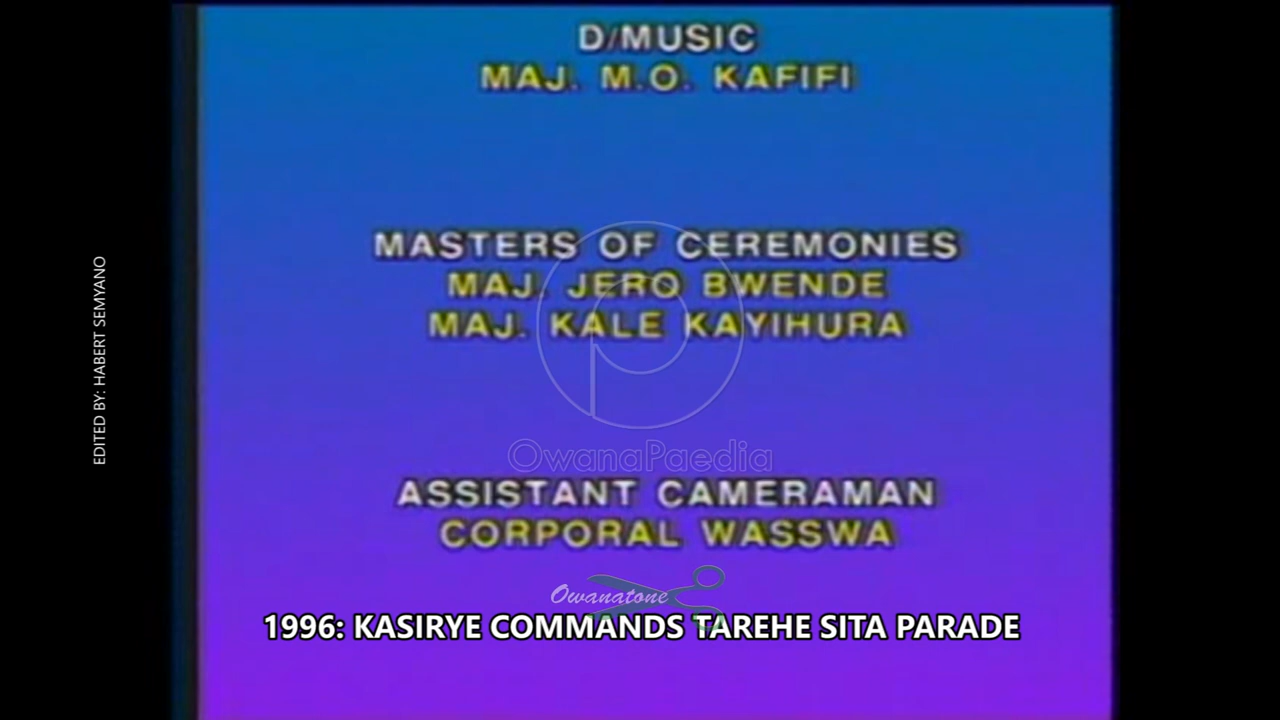 D/MUSIC
MAJ. M.O. KAFIFI
MASTERS OF CEREMONIES
MAJ. JERO BWENDE
MAJ. KALE KAYIHURA
OwanaPaedia
ASSISTANT CAMERAMAN
CORPORAL WASSWA
Owanatone
1996: KASIRYE COMMANDS TAREHE SITA PARADE
EDITED BY: HABERT SEMYANO